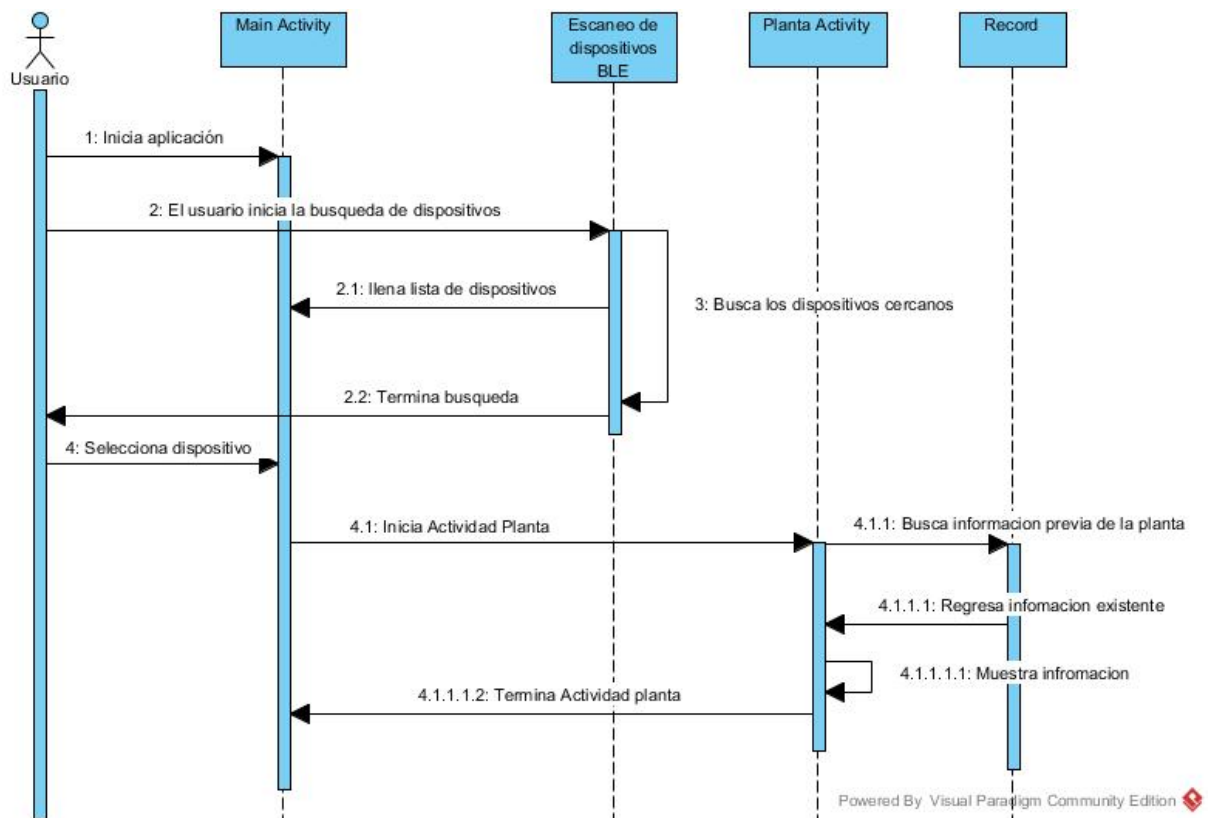 Usuario
Main Activity
Escaneo de
dispositivos
BLE
Planta Activity
Record
1: Inicia aplicación
2: El usuario inicia la busqueda de dispositivos
2.1: llena lista de dispositivos
3: Busca los dispositivos cercanos
2.2: Termina busqueda
4: Selecciona dispositivo
4.1: Inicia Actividad Planta
4.1.1: Busca informacion previa de la planta
4.1.1.1: Regresa infomacion existente
4.1.1.1.1: Muestra infromacion
4.1.1.1.2: Termina Actividad planta
Powered By Visual Paradigm Community Edition